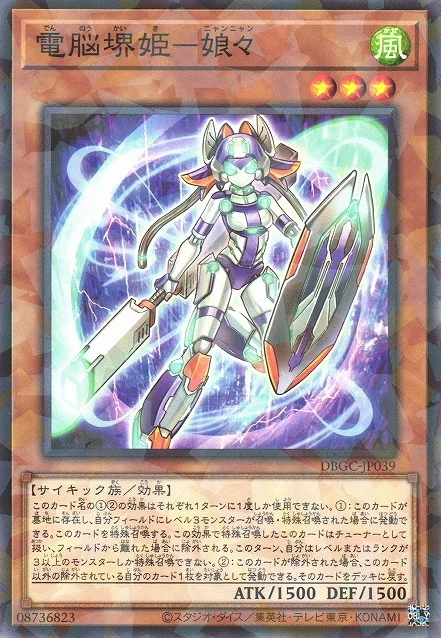 電脳堺姫－娘々
でんのうかいき ニャンニャン
風
かぜ
DBGC-JP039
【サイキック族／効果】
このカード名の①②の効果はそれぞれ1ターンに1度しか使用できない。①：このカードが
墓地に存在し、自分フィールドにレベル3モンスターが召喚・特殊召喚された場合に発動
できる。このカードを特殊召喚する。この効果で特殊召喚したこのカードはチューナーとして
扱い、フィールドから離れた場合に除外される。このターン、自分はレベルまたはランクが
3以上のモンスターしか特殊召喚できない。②：このカードが除外された場合、このカード
以外の除外されている自分のカード1枚を対象として発動できる。そのカードをデッキに戻す。
ATK/1500 DEF/1500
08736823
©スタジオ・ダイス／集英社・テレビ東京・KONAMI